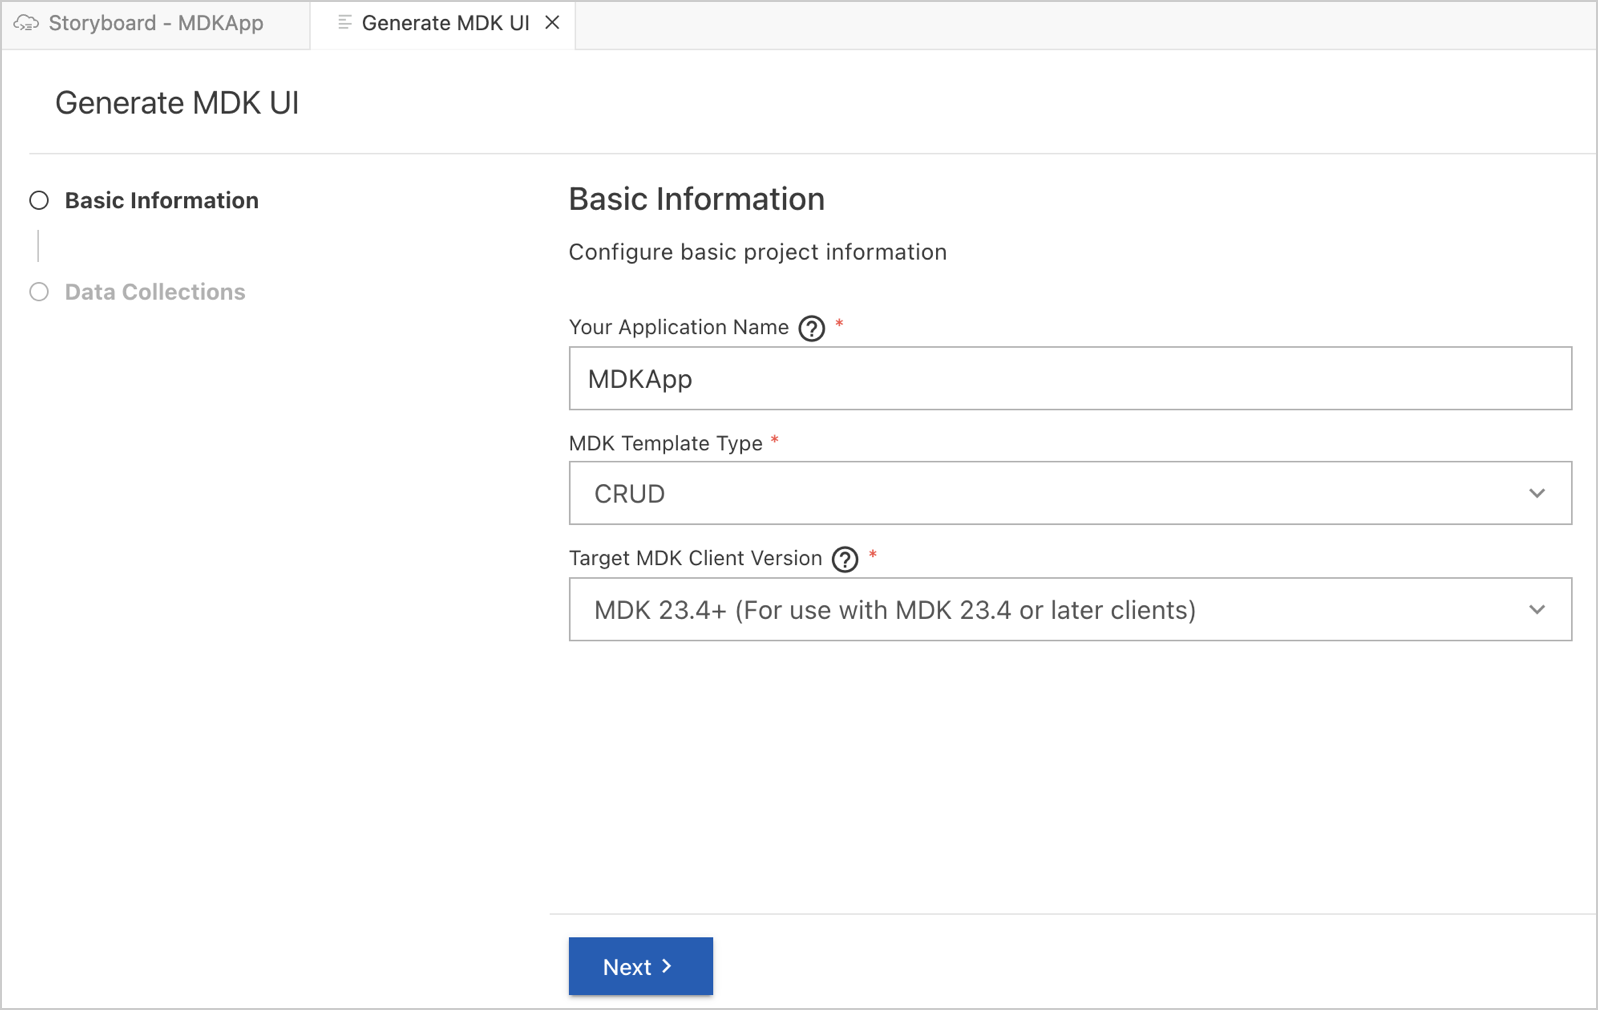 Storyboard - MDKApp
Generate MDK UI
Generate MDK UI
Basic Information
Data Collections
Basic Information
Configure basic project information
Your Application Name *
MDKApp
MDK Template Type *
CRUD
Target MDK Client Version *
MDK 23.4+ (For use with MDK 23.4 or later clients)
Next